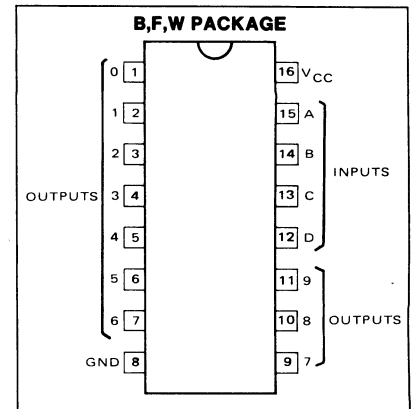 B,F,W PACKAGE
0 1 16 VCC
1 2 15 A
2 3 14 B
INPUTS
OUTPUTS 3 4 13 C
4 5 12 D
5 6 11 9
6 7 10 8 OUTPUTS
GND 8 9 7